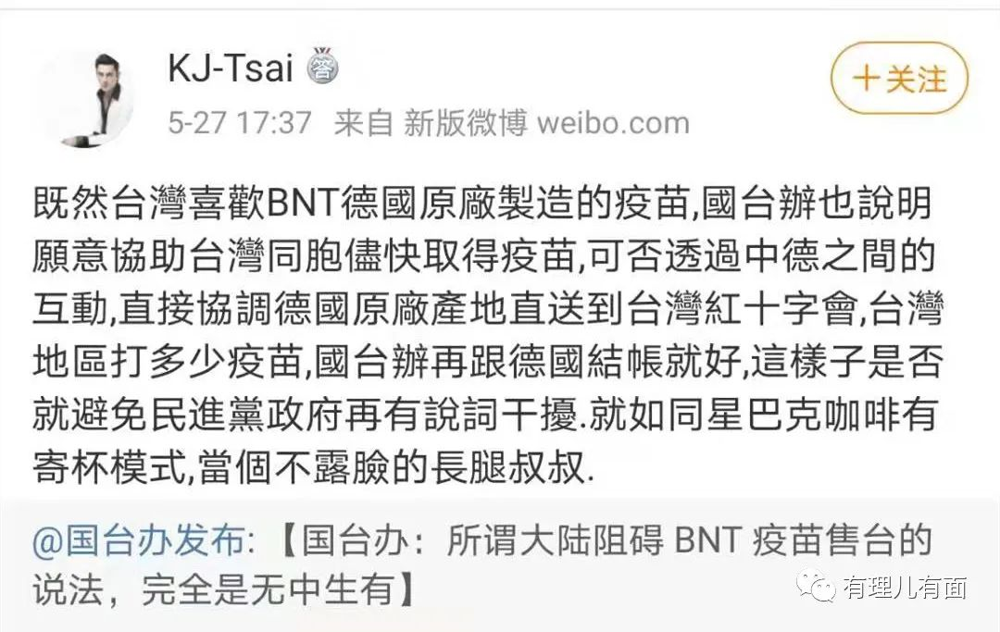 KJ-Tsai 答
+关注
5-27 17:37 来自 新版微博 weibo.com
既然台灣喜歡BNT德國原廠製造的疫苗,國台辦也說明
願意協助台灣同胞儘快取得疫苗,可否透過中德之間的
互動,直接協調德國原廠產地直送到台灣紅十字會,台灣
地區打多少疫苗,國台辦再跟德國結帳就好,這樣子是否
就避免民進黨政府再有說詞干擾.就如同星巴克咖啡有
寄杯模式,當個不露臉的長腿叔叔.
@国台办发布:【国台办：所谓大陆阻碍 BNT 疫苗售台的
说法，完全是无中生有】
有理儿有面